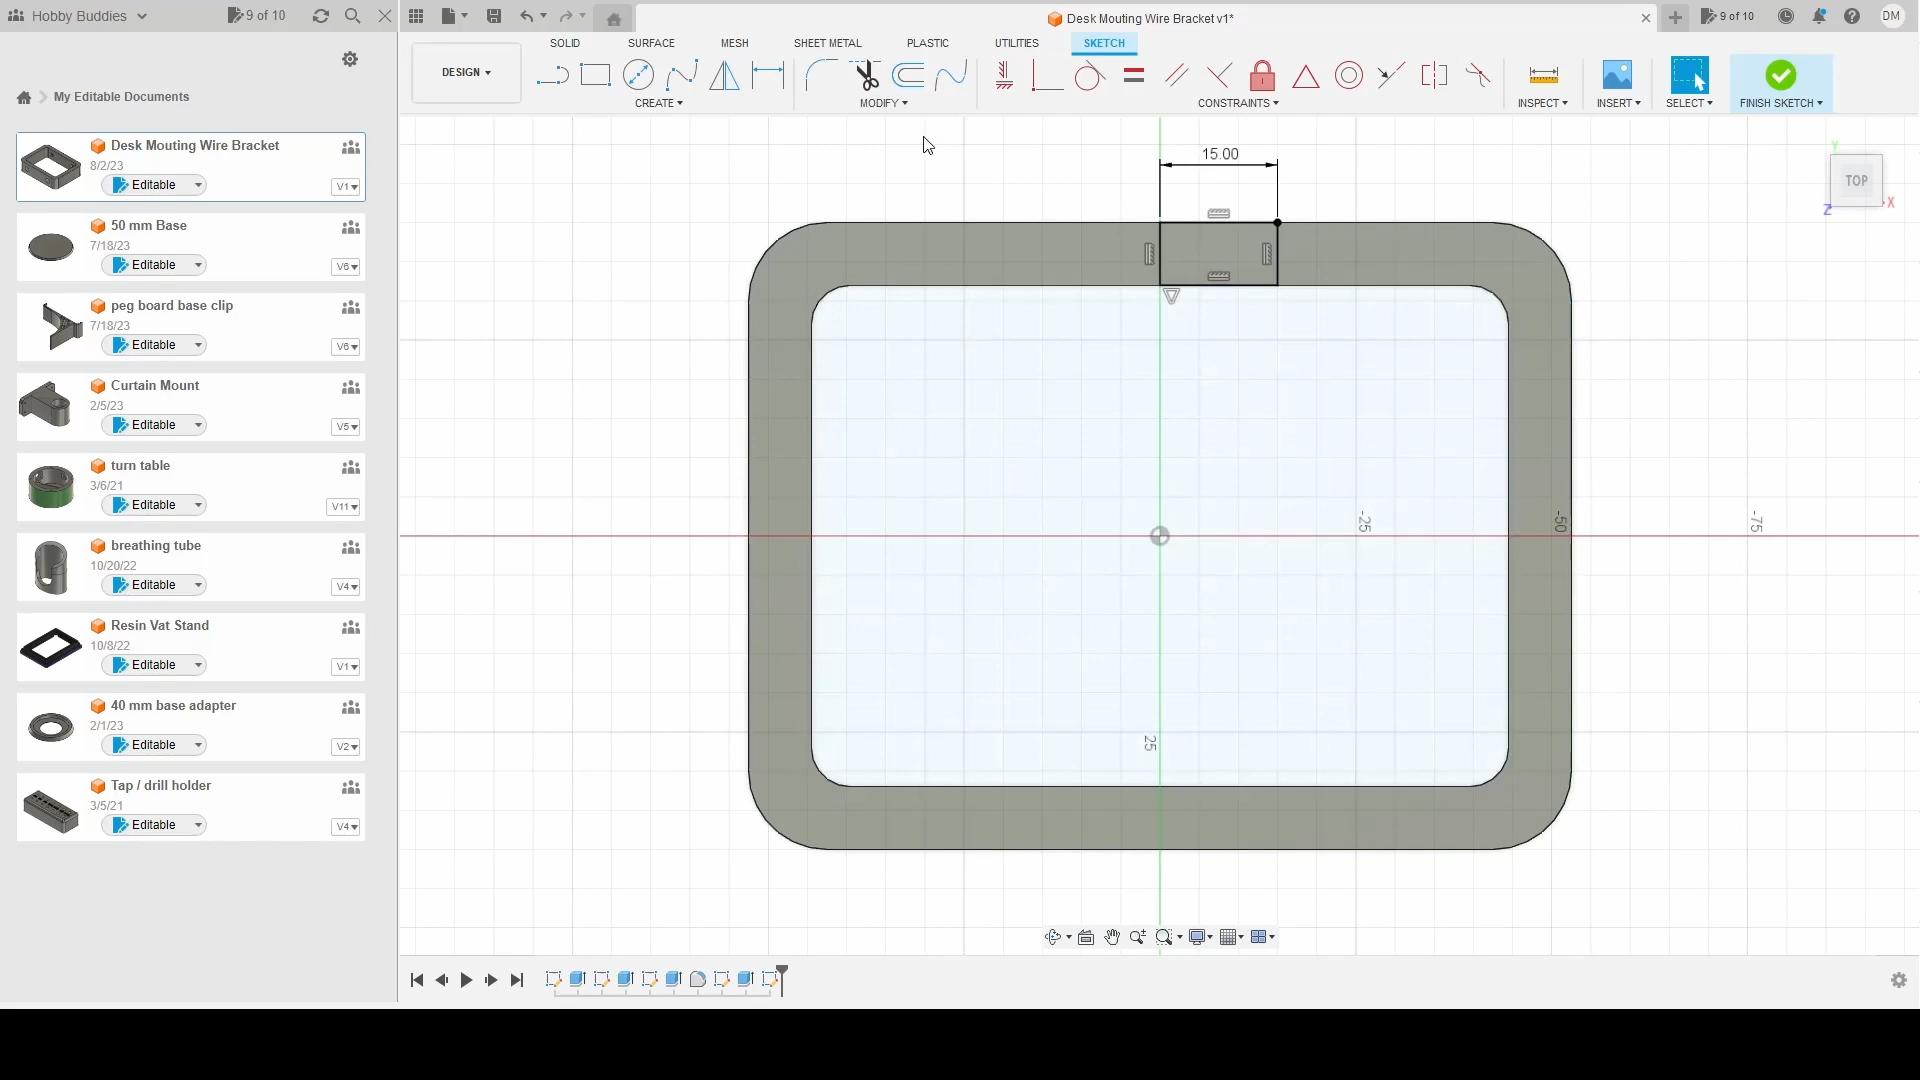 Hobby Buddies
9 of 10
Desk Mouting Wire Bracket v1*
9 of 10
DM
SOLID
SURFACE
MESH
SHEET METAL
PLASTIC
UTILITIES
SKETCH
DESIGN
CREATE
MODIFY
CONSTRAINTS
INSPECT
INSERT
SELECT
FINISH SKETCH
My Editable Documents
Desk Mouting Wire Bracket
8/2/23
Editable
V1
50 mm Base
7/18/23
Editable
V6
peg board base clip
7/18/23
Editable
V6
Curtain Mount
2/5/23
Editable
V5
turn table
3/6/21
Editable
V11
breathing tube
10/20/22
Editable
V4
Resin Vat Stand
10/8/22
Editable
V1
40 mm base adapter
2/1/23
Editable
V2
Tap / drill holder
3/5/21
Editable
V4
15.00
Y
TOP
X
Z
-25
-50
-75
25